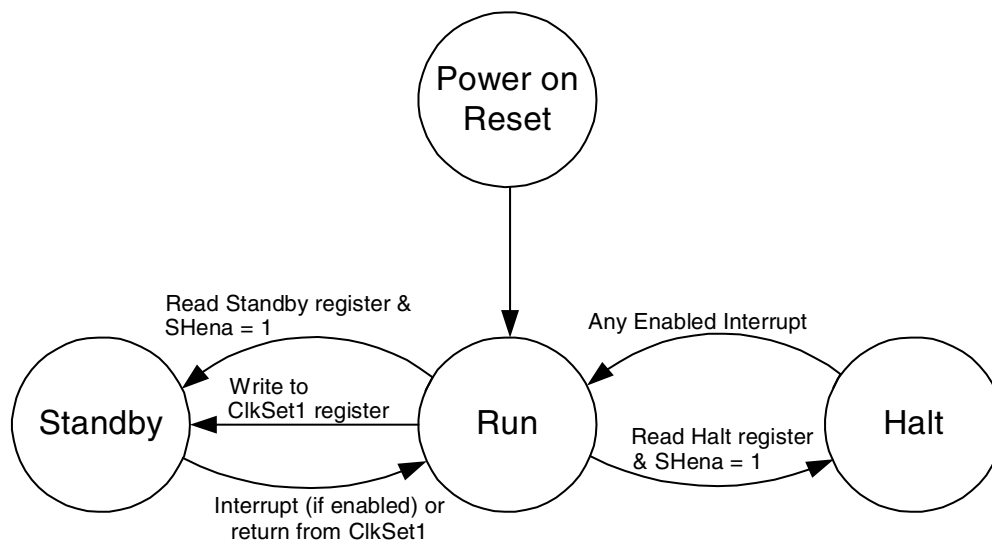 Power on
Reset
Read Standby register &
SHena = 1
Any Enabled Interrupt
Write to
ClkSet1 register
Standby
Run
Halt
Read Halt register
& SHena = 1
Interrupt (if enabled) or
return from ClkSet1